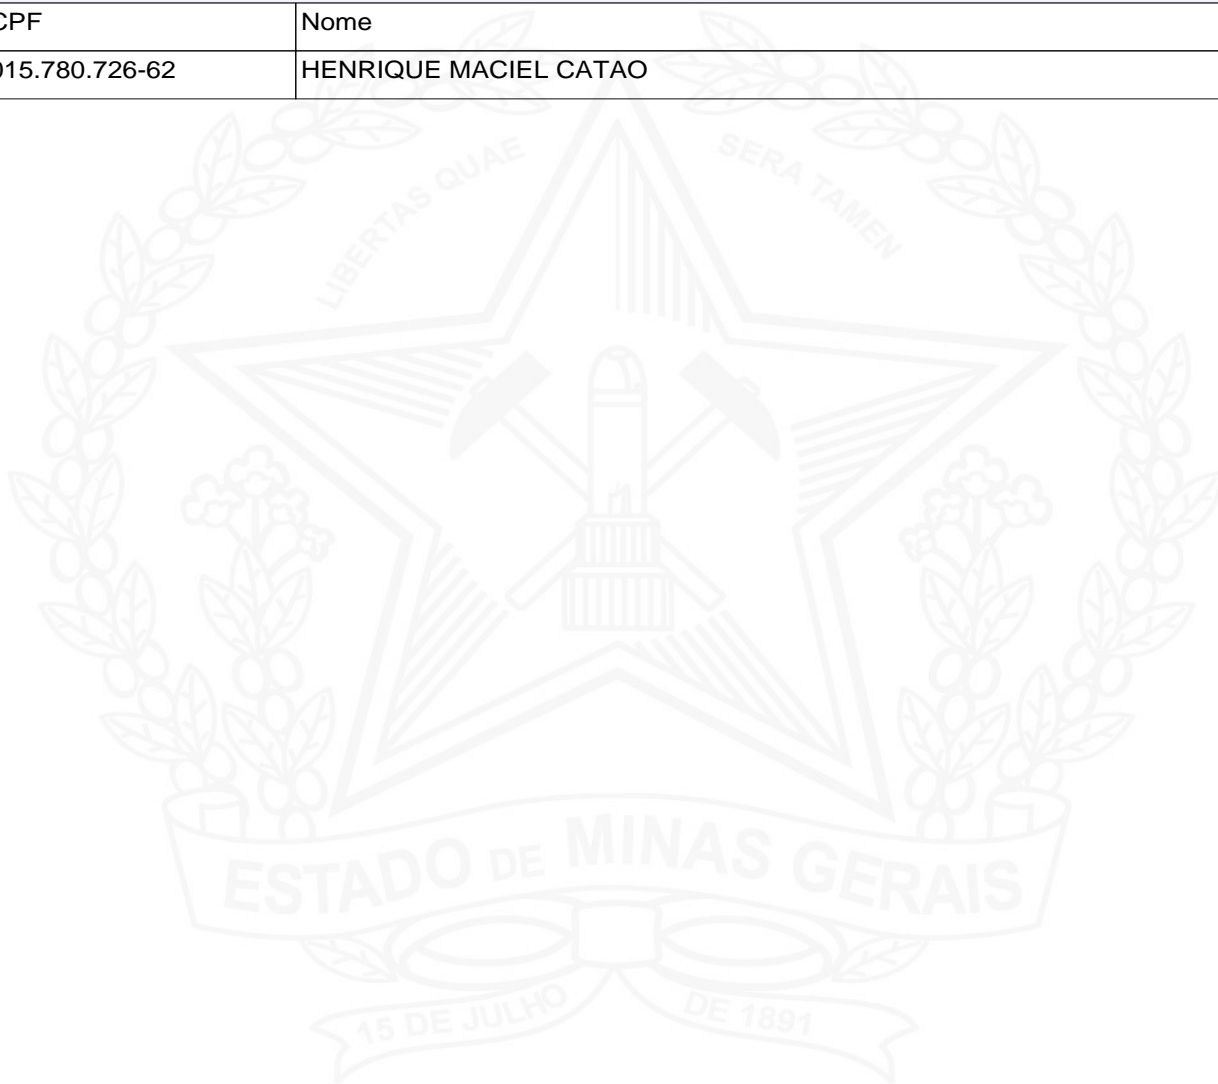 CPF Nome
015.780.726-62 HENRIQUE MACIEL CATAO
LIBERTAS QUAE SERA TAMEN
ESTADO DE MINAS GERAIS
15 DE JULHO DE 1891